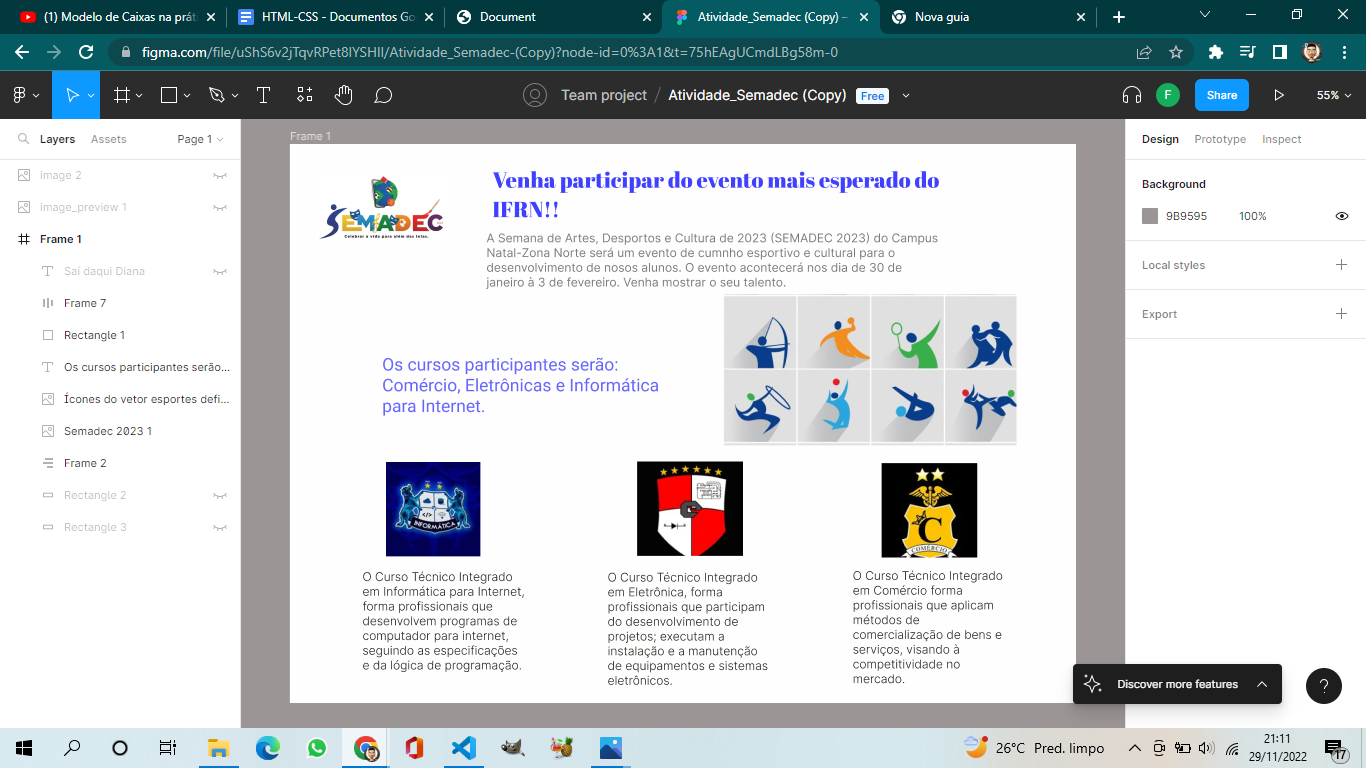 (1) Modelo de Caixas na prát
HTML-CSS - Documentos Go
Document
Atividade_Semadec (Copy) –
Nova guia
figma.com/file/uShS6v2jTqvRPet8lYSHll/Atividade_Semadec-(Copy)?node-id=0%3A1&t=75hEAgUCmdLBg58m-0
Team project / Atividade_Semadec (Copy) Free
F
Share
55%
Layers Assets Page 1
image 2
image_preview 1
Frame 1
Saí daqui Diana
Frame 7
Rectangle 1
Os cursos participantes serão...
Ícones do vetor esportes defi...
Semadec 2023 1
Frame 2
Rectangle 2
Rectangle 3
Frame 1
SEMADEC
Celebrar a vida para além das telas.
Venha participar do evento mais esperado do
IFRN!!
A Semana de Artes, Desportos e Cultura de 2023 (SEMADEC 2023) do Campus
Natal-Zona Norte será um evento de cumnho esportivo e cultural para o
desenvolvimento de nosos alunos. O evento acontecerá nos dia de 30 de
janeiro à 3 de fevereiro. Venha mostrar o seu talento.
Os cursos participantes serão:
Comércio, Eletrônicas e Informática
para Internet.
</>
INFORMÁTICA
C
COMÉRCIO
O Curso Técnico Integrado
em Informática para Internet,
forma profissionais que
desenvolvem programas de
computador para internet,
seguindo as especificações
e da lógica de programação.
O Curso Técnico Integrado
em Eletrônica, forma
profissionais que participam
do desenvolvimento de
projetos; executam a
instalação e a manutenção
de equipamentos e sistemas
eletrônicos.
O Curso Técnico Integrado
em Comércio forma
profissionais que aplicam
métodos de
comercialização de bens e
serviços, visando à
competitividade no
mercado.
Design Prototype Inspect
Background
9B9595 100%
Local styles
Export
Discover more features
?
26°C Pred. limpo
21:11
29/11/2022
17